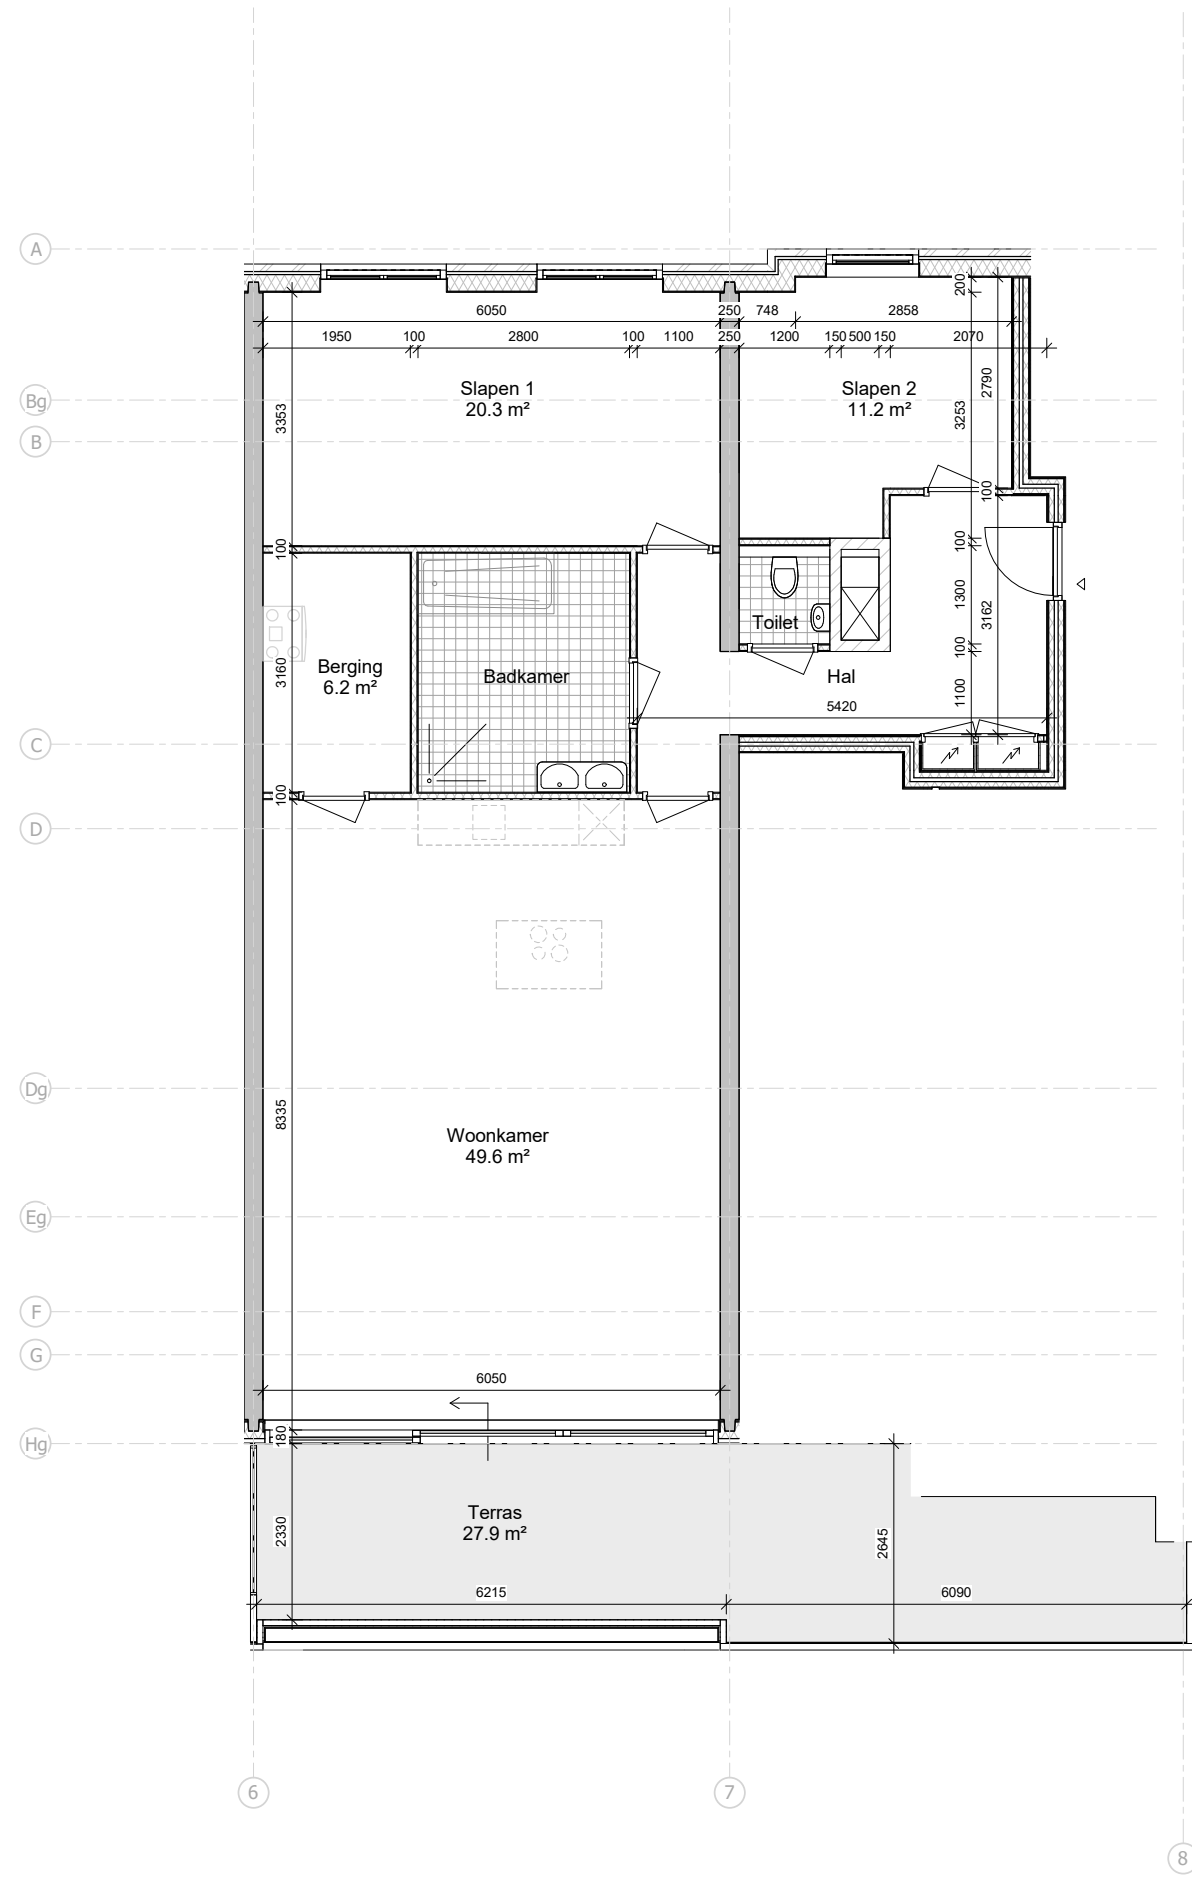 A
200
6050
250
748
2858
1950
100
2800
100
1100
250
1200
150
500
150
2070
2790
Slapen 1
20.3 m²
Slapen 2
11.2 m²
Bg
3353
3253
B
100
100
100
1300
3162
Toilet
100
Berging
6.2 m²
3160
Badkamer
Hal
1100
5420
C
100
D
Dg
8335
Woonkamer
49.6 m²
Eg
F
G
6050
Hg
180
Terras
27.9 m²
2330
2645
6215
6090
6
7
8